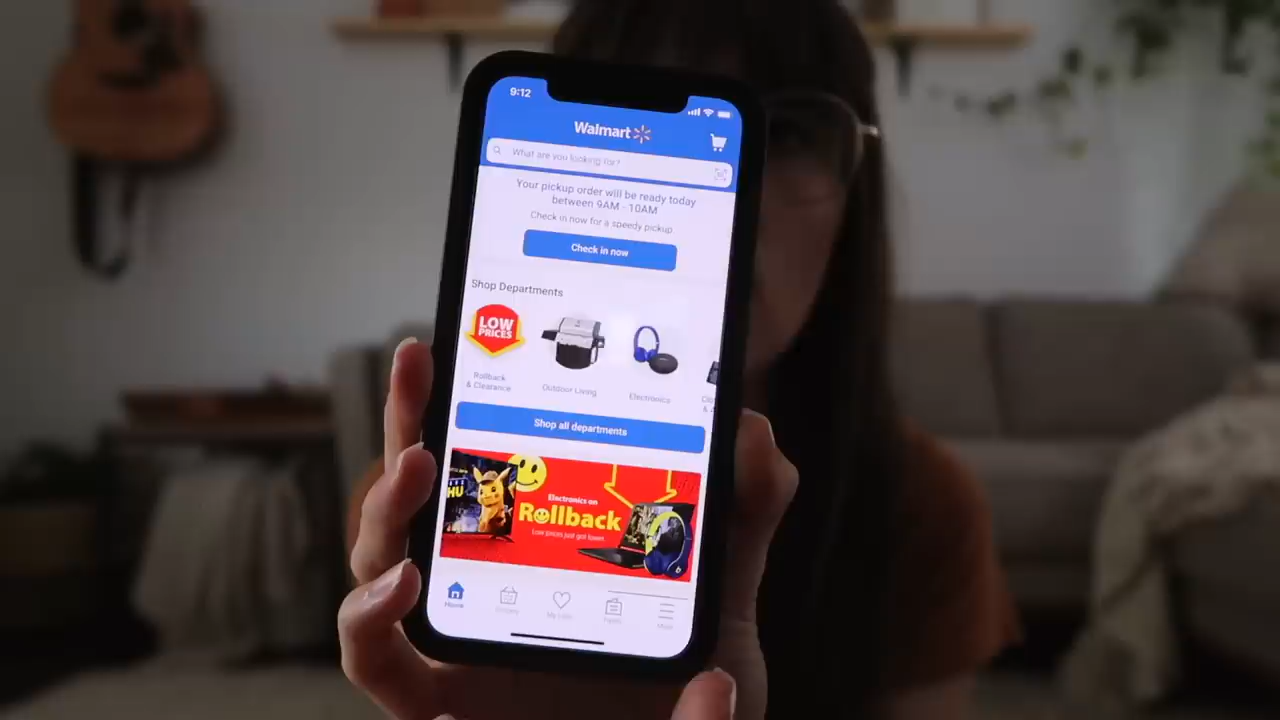 9:12
Walmart
What are you looking for?
Your pickup order will be ready today
between 9AM - 10AM
Check in now for a speedy pickup
Check in now
Shop Departments
LOW
PRICES
Rollback
& Clearance
Outdoor Living
Electronics
Clo
&
Shop all departments
HU
Electronics on
Rollback
Low prices just got lower.
Home